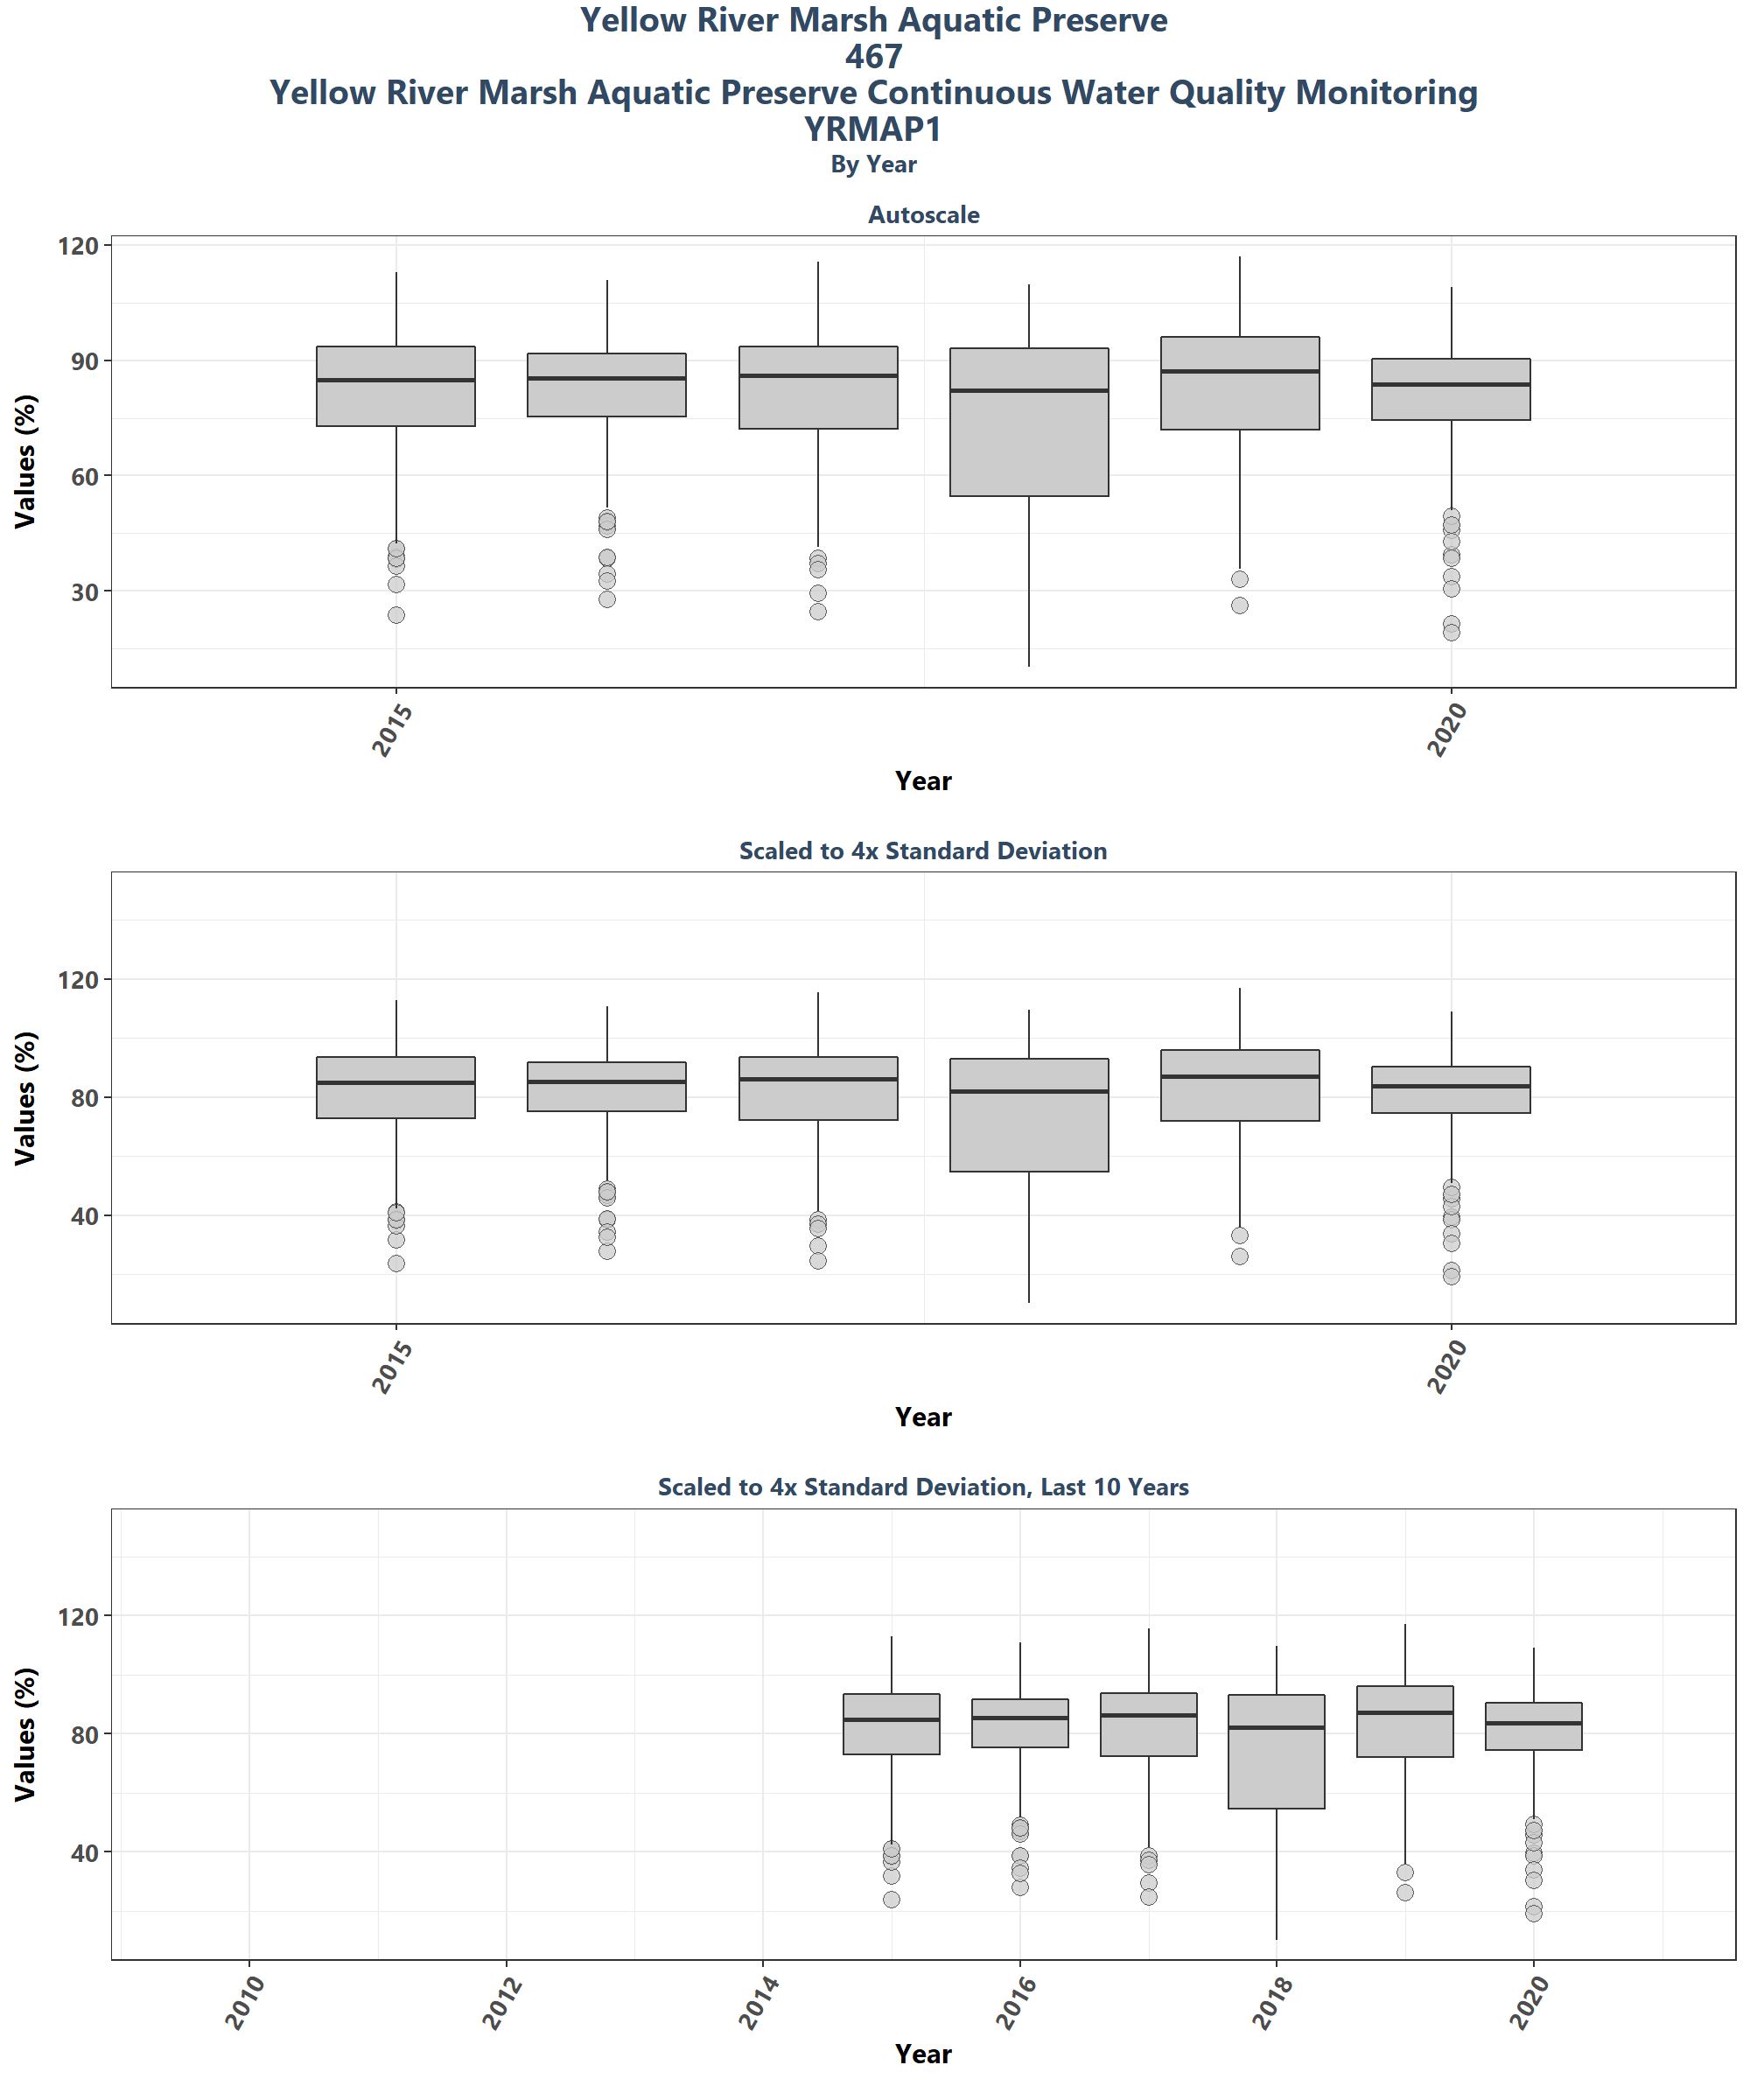 Yellow River Marsh Aquatic Preserve
467
Yellow River Marsh Aquatic Preserve Continuous Water Quality Monitoring
YRMAP1
By Year
Autoscale
Values (%)
120
90
60
30
2015
2020
Year
Scaled to 4x Standard Deviation
Values (%)
120
80
40
2015
2020
Year
Scaled to 4x Standard Deviation, Last 10 Years
Values (%)
120
80
40
2010
2012
2014
2016
2018
2020
Year